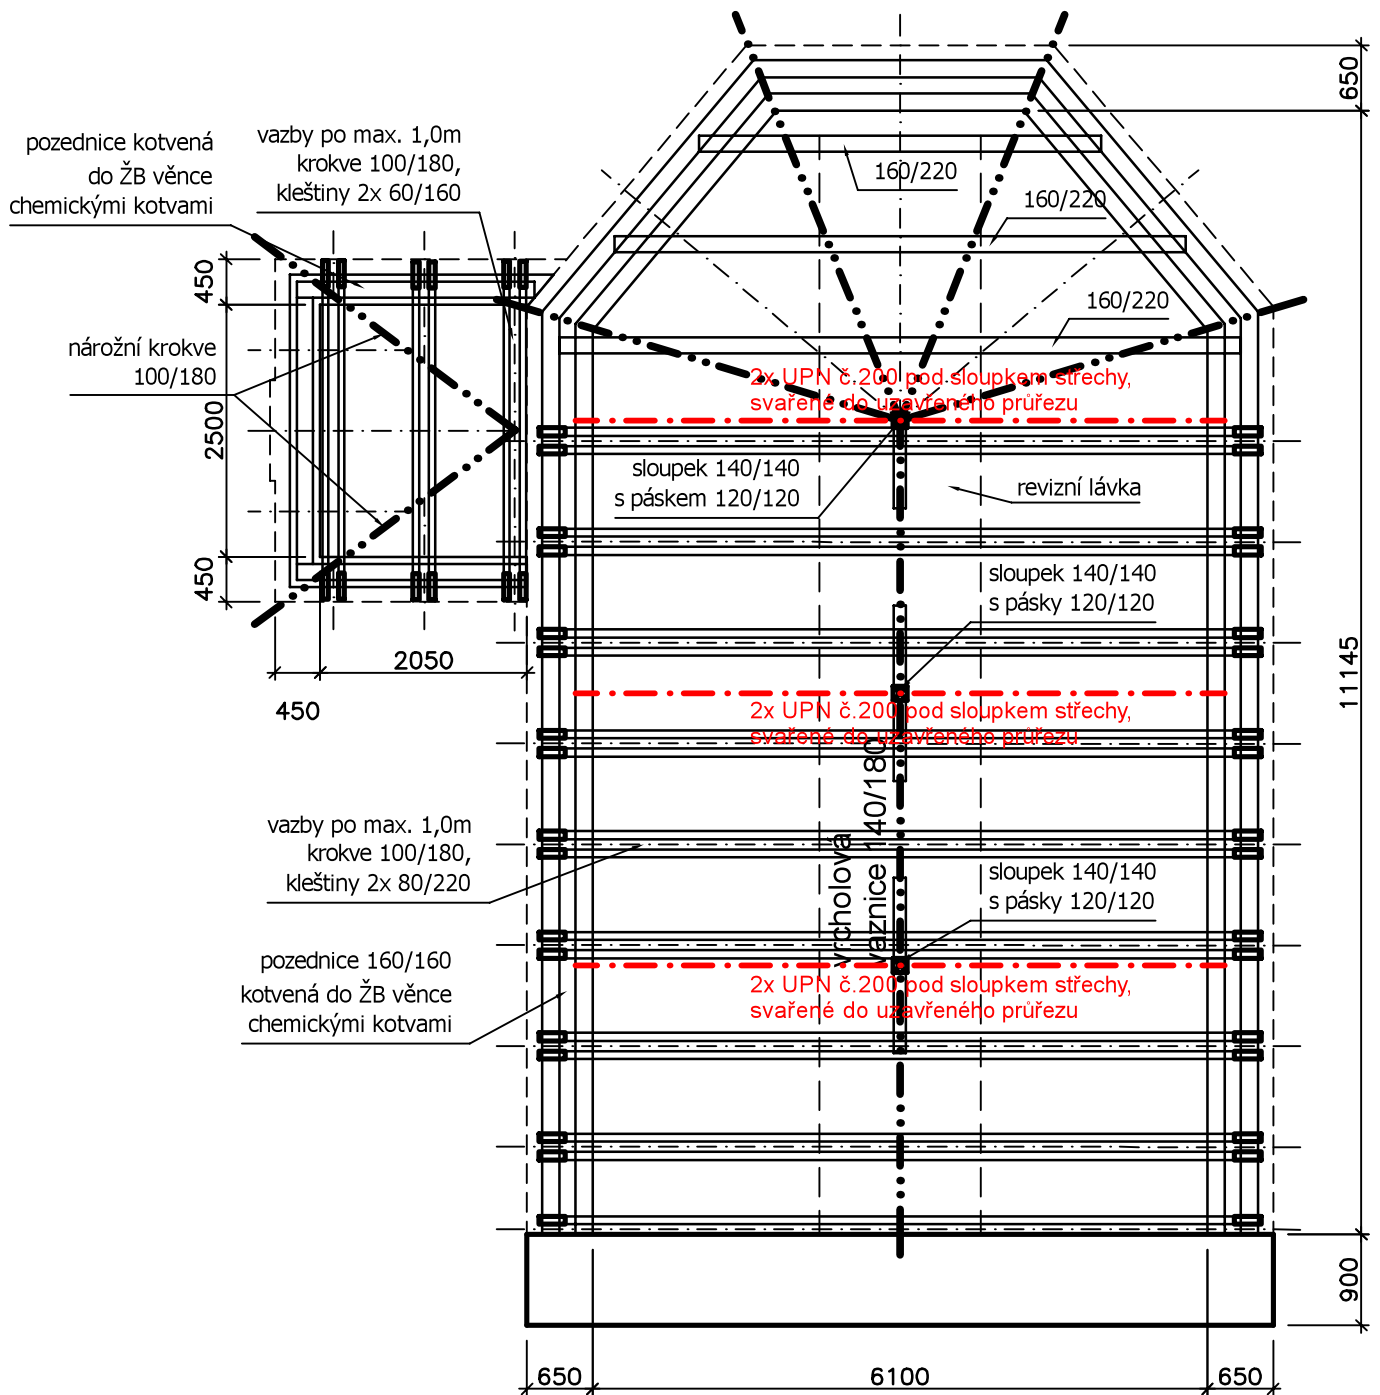 650
pozednice kotvená
do ŽB věnce
chemickými kotvami
vazby po max. 1,0m
krokve 100/180,
kleštiny 2x 60/160
160/220
160/220
160/220
450
2500
450
nárožní krokve
100/180
2x UPN č.200 pod sloupkem střechy,
svařené do uzavřeného průřezu
sloupek 140/140
s páskem 120/120
revizní lávka
sloupek 140/140
s pásky 120/120
2050
450
11145
2x UPN č.200 pod sloupkem střechy,
svařené do uzavřeného průřezu
vrcholová
vaznice 140/180
vazby po max. 1,0m
krokve 100/180,
kleštiny 2x 80/220
sloupek 140/140
s pásky 120/120
pozednice 160/160
kotvená do ŽB věnce
chemickými kotvami
2x UPN č.200 pod sloupkem střechy,
svařené do uzavřeného průřezu
900
650
6100
650